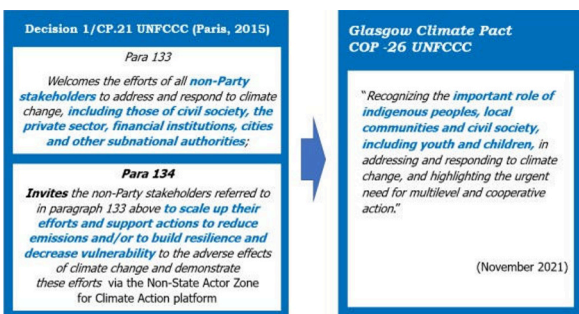 Decision 1/CP.21 UNFCCC (Paris, 2015)
Para 133
Welcomes the efforts of all non-Party
stakeholders to address and respond to climate
change, including those of civil society, the
private sector, financial institutions, cities
and other subnational authorities;
Para 134
Invites the non-Party stakeholders referred to
in paragraph 133 above to scale up their
efforts and support actions to reduce
emissions and/or to build resilience and
decrease vulnerability to the adverse effects
of climate change and demonstrate
these efforts via the Non-State Actor Zone
for Climate Action platform
Glasgow Climate Pact
COP -26 UNFCCC
"Recognizing the important role of
indigenous peoples, local
communities and civil society,
including youth and children, in
addressing and responding to climate
change, and highlighting the urgent
need for multilevel and cooperative
action."
(November 2021)